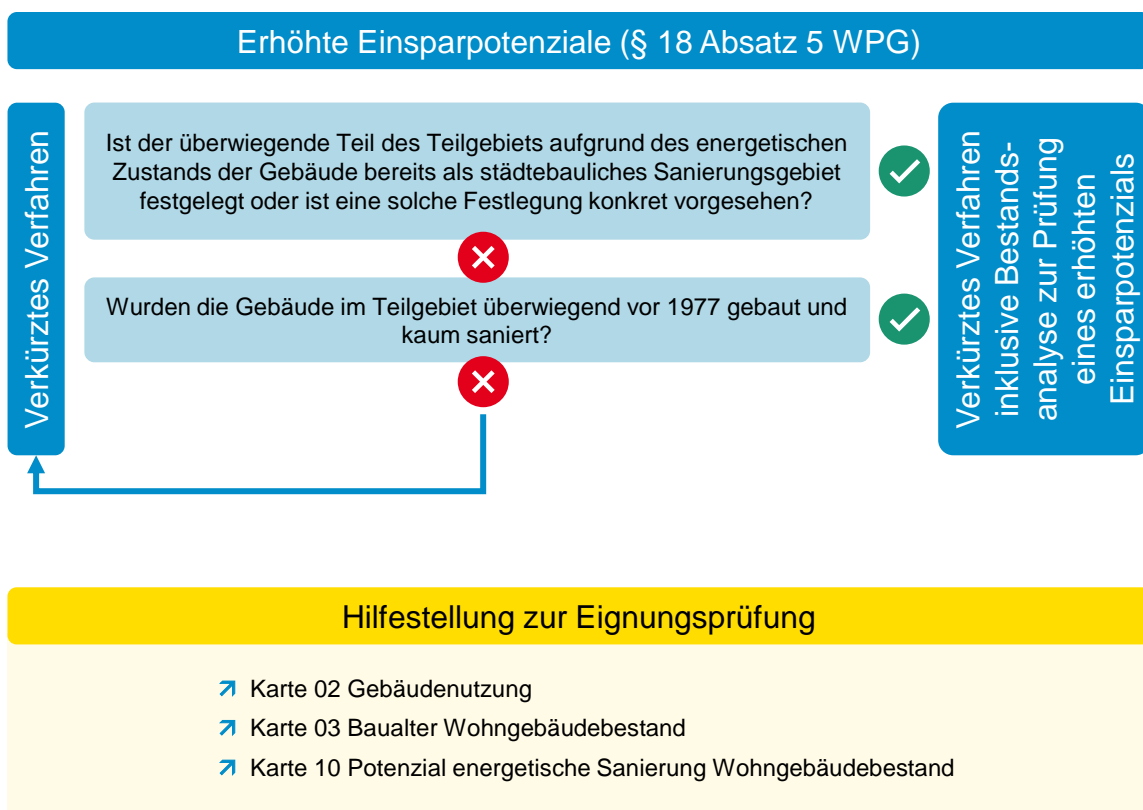 Erhöhte Einsparpotenziale (§ 18 Absatz 5 WPG)
Verkürztes Verfahren
Ist der überwiegende Teil des Teilgebiets aufgrund des energetischen
Zustands der Gebäude bereits als städtebauliches Sanierungsgebiet
festgelegt oder ist eine solche Festlegung konkret vorgesehen?
Wurden die Gebäude im Teilgebiet überwiegend vor 1977 gebaut und
kaum saniert?
Verkürztes Verfahren
inklusive Bestands-
analyse zur Prüfung
eines erhöhten
Einsparpotenzials
Hilfestellung zur Eignungsprüfung
Karte 02 Gebäudenutzung
Karte 03 Baualter Wohngebäudebestand
Karte 10 Potenzial energetische Sanierung Wohngebäudebestand